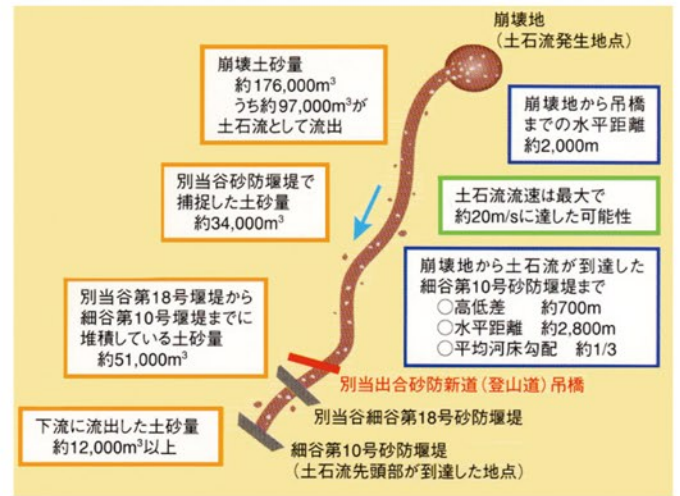 崩壊地
(土石流発生地点)
崩壊土砂量
約176,000m³
うち約97,000m³が
土石流として流出
崩壊地から吊橋
までの水平距離
約2,000m
別当谷砂防堰堤で
捕捉した土砂量
約34,000m³
土石流流速は最大で
約20m/sに達した可能性
崩壊地から土石流が到達した
細谷第10号砂防堰堤まで
○高低差 約700m
○水平距離 約2,800m
○平均河床勾配 約1/3
別当谷第18号堰堤から
細谷第10号堰堤までに
堆積している土砂量
約51,000m³
別当出合砂防新道(登山道)吊橋
別当谷細谷第18号砂防堰堤
下流に流出した土砂量
約12,000m³以上
細谷第10号砂防堰堤
(土石流先頭部が到達した地点)